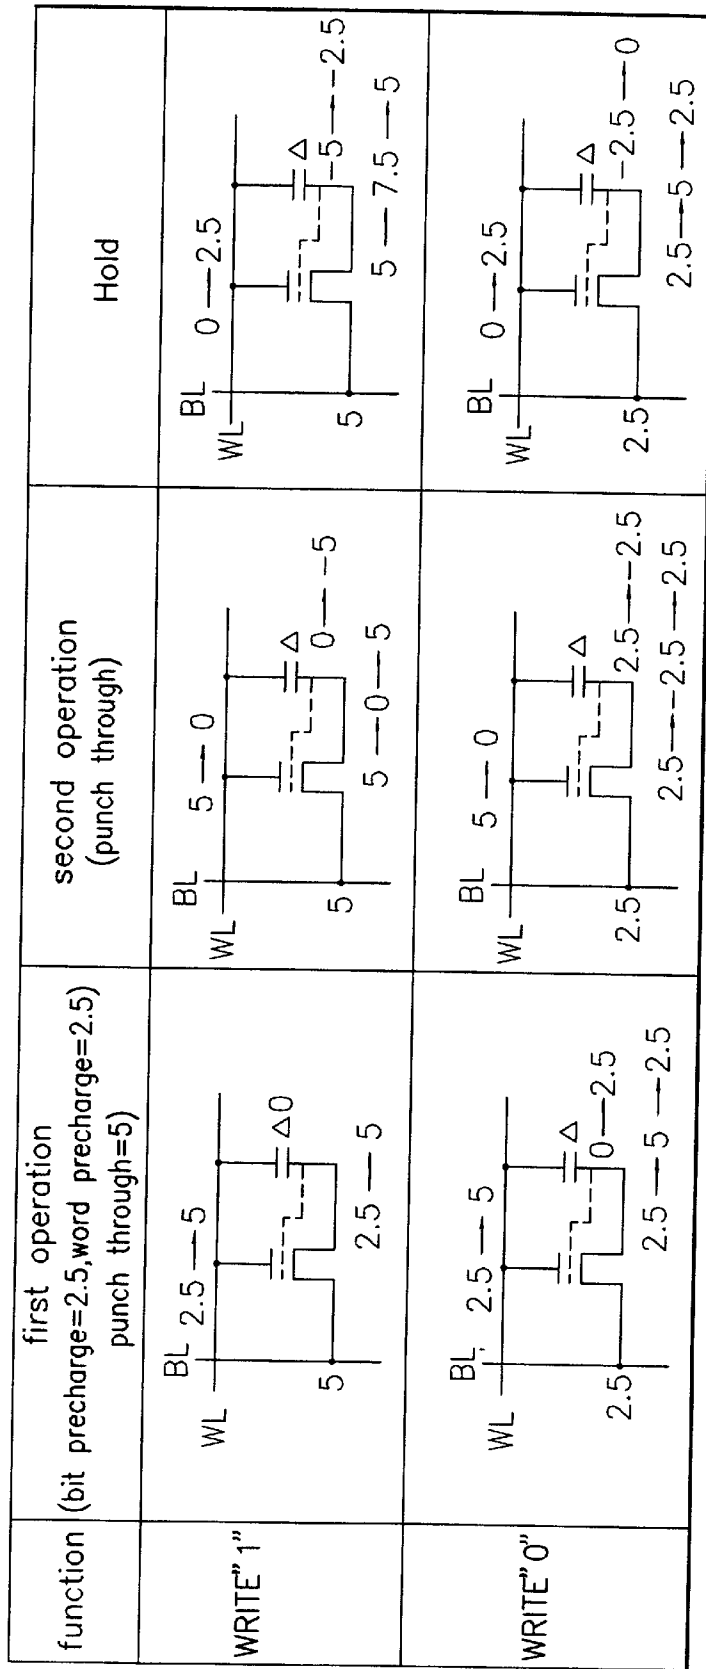 function
first operation
(bit precharge=2.5,word precharge=2.5)
punch through=5)
second operation
(punch through)
Hold
WRITE"1"
BL 2.5→5
WL
Δ0
5
2.5→5
BL 5→0
WL
Δ
0→-5
5
5→0→5
BL 0→2.5
WL
Δ
-5→-2.5
5
5→7.5→5
WRITE"0"
BL 2.5→5
WL
Δ
0→2.5
2.5
2.5→5→2.5
BL 5→0
WL
Δ
2.5→-2.5
2.5
2.5→-2.5→2.5
BL 0→2.5
WL
Δ
-2.5→0
2.5
2.5→5→2.5